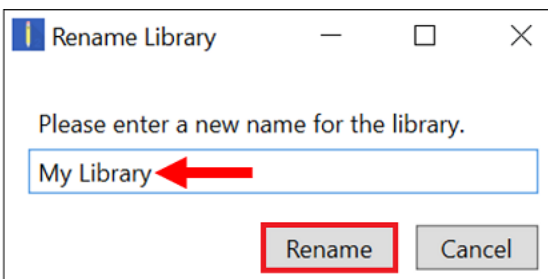 Rename Library
Please enter a new name for the library.
My Library
Rename Cancel